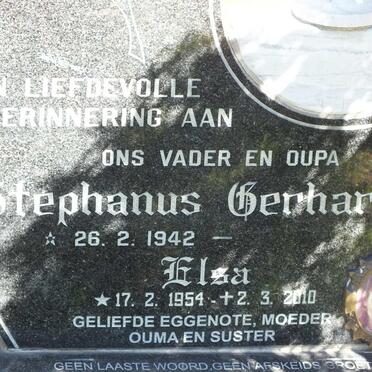 N LIEFDEVOLLE
ERINNERING AAN
ONS VADER EN OUPA
Stephanus Gerhar
☆ 26. 2. 1942 —
Elsa
★ 17. 2. 1954 - ✝ 2. 3. 2010
GELIEFDE EGGENOTE, MOEDER
OUMA EN SUSTER
GEEN LAASTE WOORD, GEEN AFSKEIDS GROET